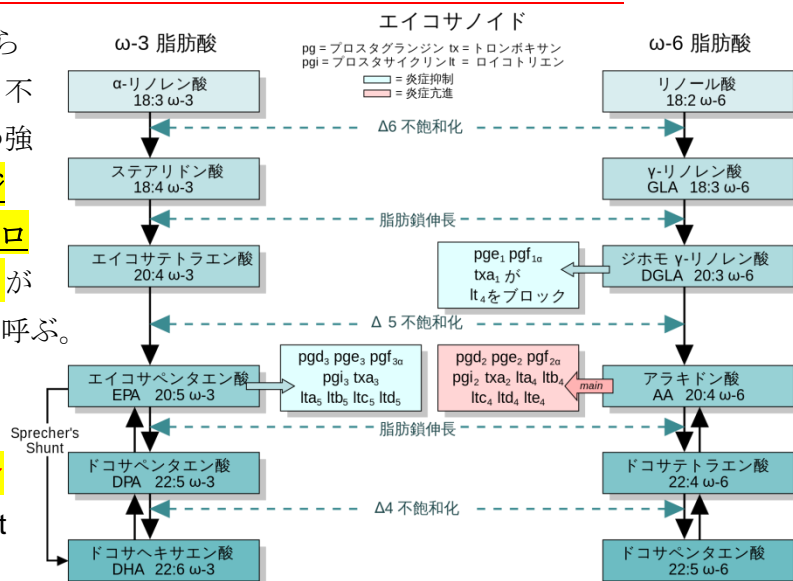 エイコサノイド
ω-3 脂肪酸
pg = プロスタグランジン tx = トロンボキサン
pgi = プロスタサイクリン lt = ロイコトリエン
= 炎症抑制
= 炎症亢進
ω-6 脂肪酸
ら
不
強
ロ
が
呼ぶ。
t
α-リノレン酸
18:3 ω-3
リノール酸
18:2 ω-6
Δ6 不飽和化
ステアリドン酸
18:4 ω-3
γ-リノレン酸
GLA 18:3 ω-6
脂肪鎖伸長
エイコサテトラエン酸
20:4 ω-3
pge₁ pgf₁α
txa₁ が
lt₄をブロック
ジホモ γ-リノレン酸
DGLA 20:3 ω-6
Δ 5 不飽和化
エイコサペンタエン酸
EPA 20:5 ω-3
pgd₃ pge₃ pgf₃α
pgi₃ txa₃
lta₅ ltb₅ ltc₅ ltd₅
pgd₂ pge₂ pgf₂α
pgi₂ txa₂ lta₄ ltb₄
ltc₄ ltd₄ lte₄
main
アラキドン酸
AA 20:4 ω-6
脂肪鎖伸長
Sprecher's
Shunt
ドコサペンタエン酸
DPA 22:5 ω-3
ドコサテトラエン酸
22:4 ω-6
Δ4 不飽和化
ドコサヘキサエン酸
DHA 22:6 ω-3
ドコサペンタエン酸
22:5 ω-6